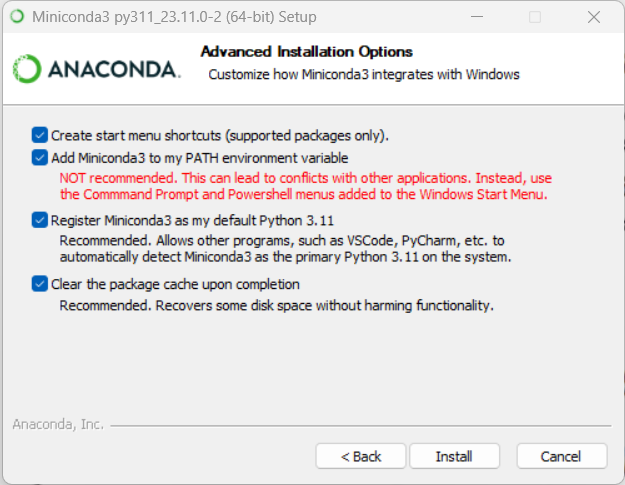 Miniconda3 py311_23.11.0-2 (64-bit) Setup
Advanced Installation Options
ANACONDA.
Customize how Miniconda3 integrates with Windows
Create start menu shortcuts (supported packages only).
Add Miniconda3 to my PATH environment variable
NOT recommended. This can lead to conflicts with other applications. Instead, use
the Commmand Prompt and Powershell menus added to the Windows Start Menu.
Register Miniconda3 as my default Python 3.11
Recommended. Allows other programs, such as VSCode, PyCharm, etc. to
automatically detect Miniconda3 as the primary Python 3.11 on the system.
Clear the package cache upon completion
Recommended. Recovers some disk space without harming functionality.
Anaconda, Inc.
< Back
Install
Cancel